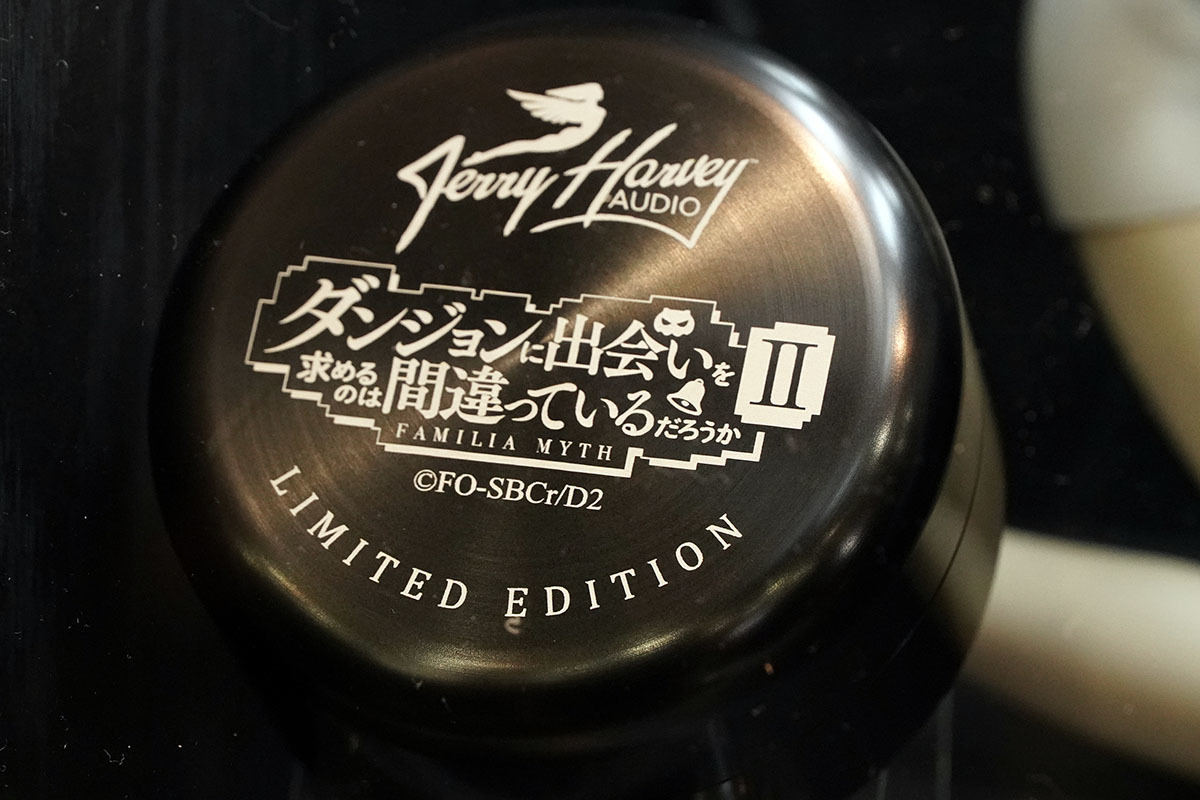 Jerry Harvey™
AUDIO
ダンジョンに出会いを
求めるのは間違っているだろうか
II
FAMILIA MYTH
©FO-SBCr/D2
LIMITED EDITION